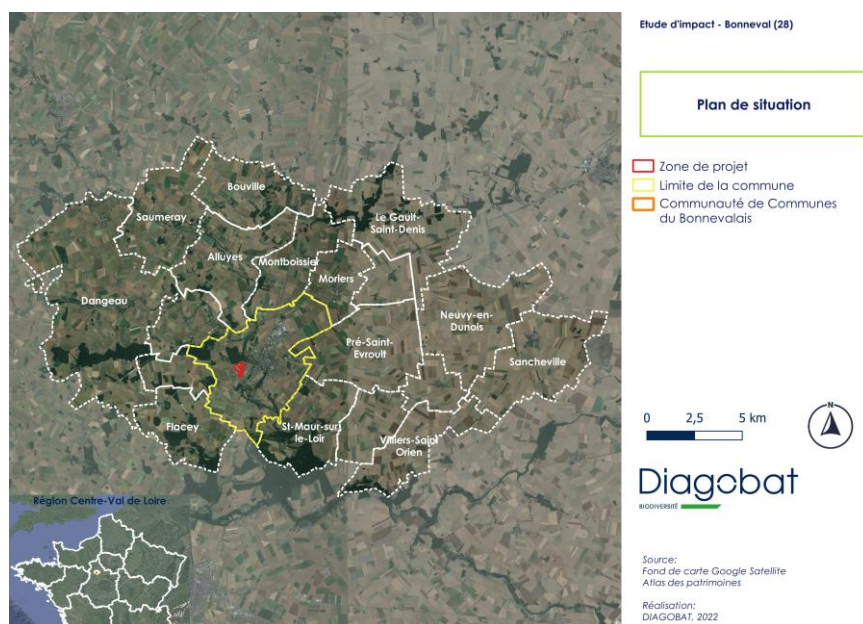 Etude d'impact - Bonneval (28)
Plan de situation
Zone de projet
Limite de la commune
Communauté de Communes
du Bonnevalais
Bouville
Saumeray
Le Gault-
Saint-Denis
Alluyes
Montboissier
Moriers
Dangeau
Neuvy-en-
Dunois
Pré-Saint-
Evroult
Sancheville
Flacey
St-Maur-sur
le-Loir
Villiers-Saint
Orien
Région Centre-Val de Loire
0 2,5 5 km
N
Diagobat
BIODIVERSITÉ
Source:
Fond de carte Google Satellite
Atlas des patrimoines
Réalisation:
DIAGOBAT, 2022